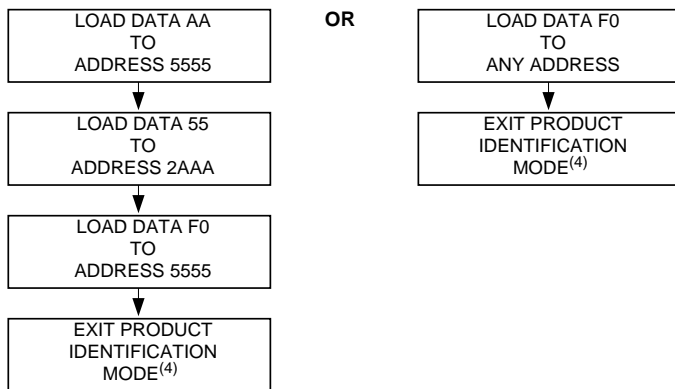 LOAD DATA AA
TO
ADDRESS 5555
LOAD DATA 55
TO
ADDRESS 2AAA
LOAD DATA F0
TO
ADDRESS 5555
EXIT PRODUCT
IDENTIFICATION
MODE(4)
OR
LOAD DATA F0
TO
ANY ADDRESS
EXIT PRODUCT
IDENTIFICATION
MODE(4)